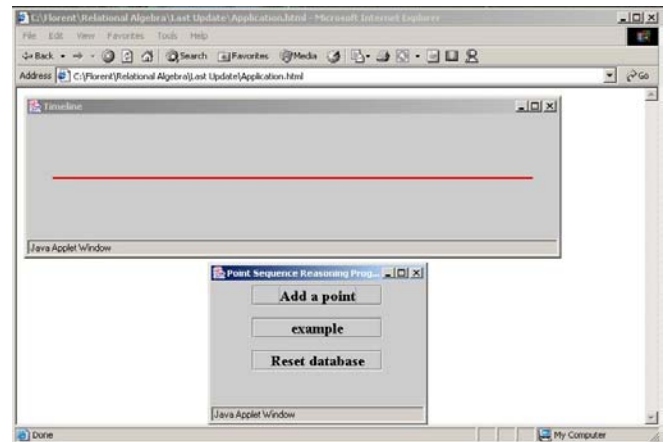 C:\Florent\Relational Algebra\Last Update\Application.html - Microsoft Internet Explorer
File Edit View Favorites Tools Help
Back Search Favorites Media
Address C:\Florent\Relational Algebra\Last Update\Application.html Go
Timeline
Java Applet Window
Point Sequence Reasoning Prog...
Add a point
example
Reset database
Java Applet Window
Done My Computer